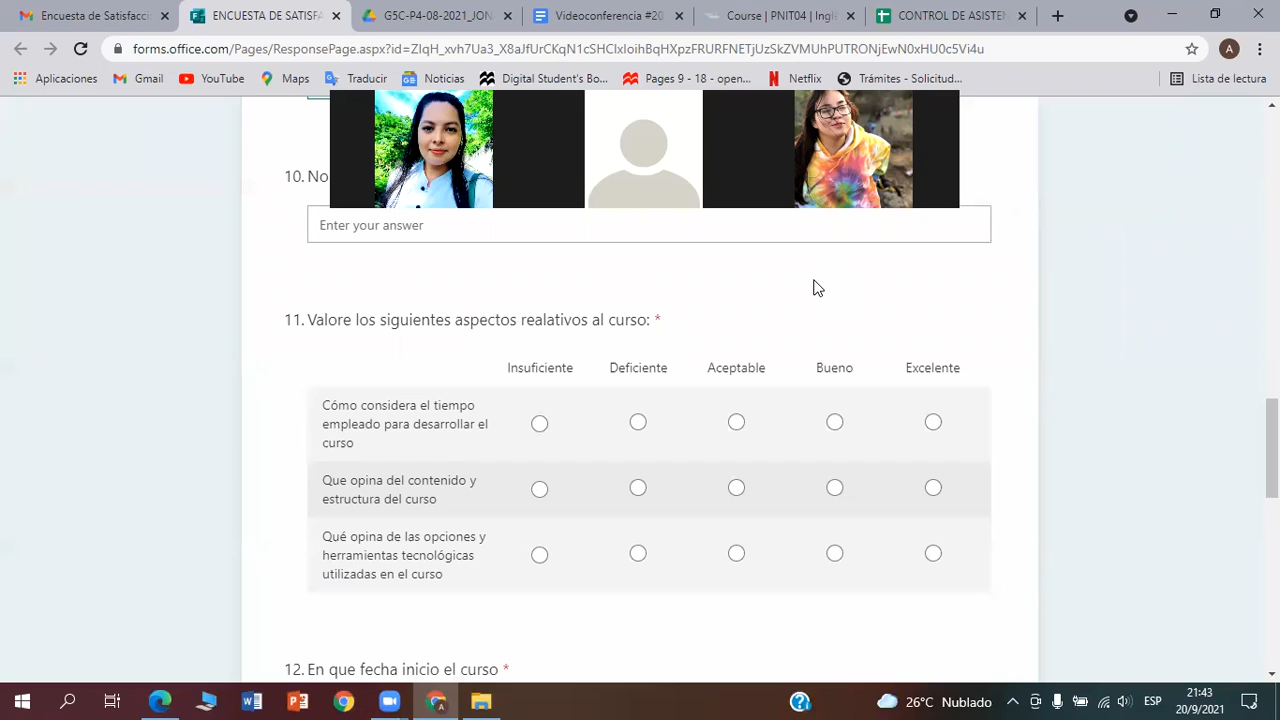 Encuesta de Satisfacci
ENCUESTA DE SATISFA
G5C-P4-08-2021_JON
Videoconferencia #20
Course | PNIT04 | Ingl
CONTROL DE ASISTEN
forms.office.com/Pages/ResponsePage.aspx?id=ZIqH_xvh7Ua3_X8aJfUrCKqN1cSHClxIoihBqHXpzFRURFNETjUzSkZVMUhPUTRONjEwN0xHU0c5Vi4u
A
Aplicaciones
Gmail
YouTube
Maps
Traducir
Noticias
Digital Student's Bo...
Pages 9 - 18 - open...
Netflix
Trámites - Solicitud...
Lista de lectura
10. No
Enter your answer
11. Valore los siguientes aspectos realativos al curso: *
Insuficiente Deficiente Aceptable Bueno Excelente
Cómo considera el tiempo
empleado para desarrollar el
curso
Que opina del contenido y
estructura del curso
Qué opina de las opciones y
herramientas tecnológicas
utilizadas en el curso
12. En que fecha inicio el curso *
26°C Nublado
ESP
21:43
20/9/2021